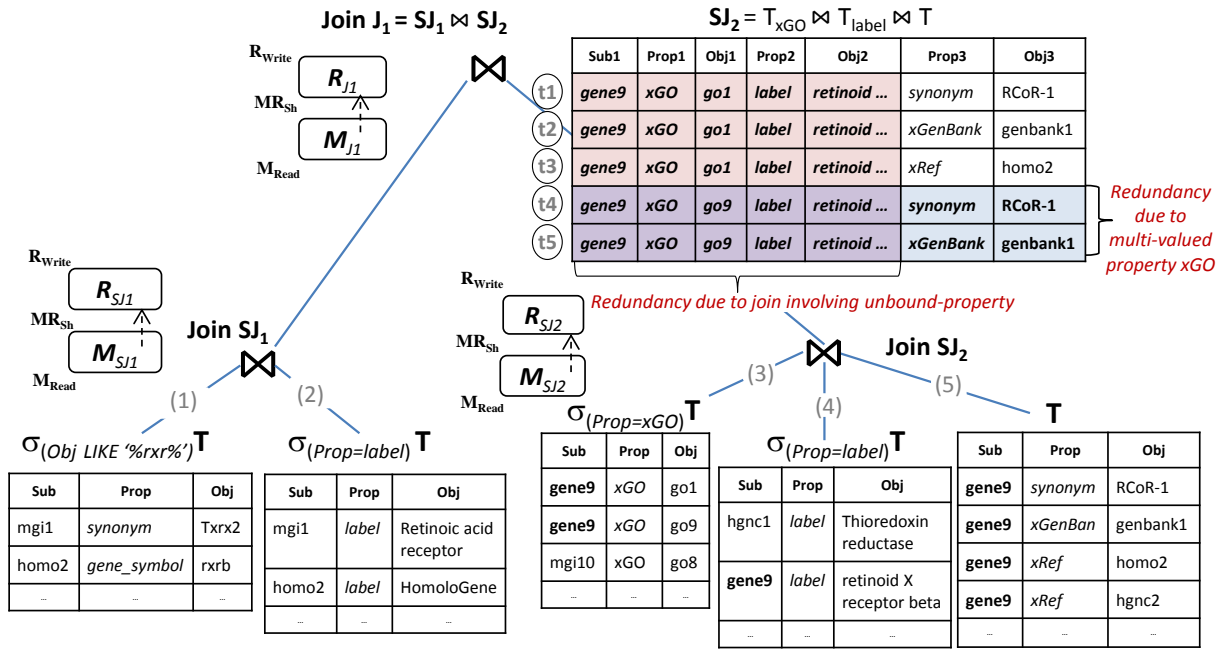 Join J1 = SJ1 ⋈ SJ2
SJ2 = TxGO ⋈ Tlabel ⋈ T
RWrite
RJ1
MRSh
MJ1
MRead
Sub1 Prop1 Obj1 Prop2 Obj2 Prop3 Obj3
t1 gene9 xGO go1 label retinoid ... synonym RCoR-1
t2 gene9 xGO go1 label retinoid ... xGenBank genbank1
t3 gene9 xGO go1 label retinoid ... xRef homo2
t4 gene9 xGO go9 label retinoid ... synonym RCoR-1
t5 gene9 xGO go9 label retinoid ... xGenBank genbank1
Redundancy
due to
multi-valued
property xGO
Redundancy due to join involving unbound-property
RWrite
RSJ1
MRSh
MSJ1
MRead
Join SJ1
(1)
(2)
RWrite
RSJ2
MRSh
MSJ2
MRead
Join SJ2
(3)
(4)
(5)
σ(Obj LIKE '%rxr%')T
Sub Prop Obj
mgi1 synonym Txrx2
homo2 gene_symbol rxrb
... ... ...
σ(Prop=label)T
Sub Prop Obj
mgi1 label Retinoic acid
receptor
homo2 label HomoloGene
... ... ...
σ(Prop=xGO)T
Sub Prop Obj
gene9 xGO go1
gene9 xGO go9
mgi10 xGO go8
... ... ...
σ(Prop=label)T
Sub Prop Obj
hgnc1 label Thioredoxin
reductase
gene9 label retinoid X
receptor beta
... ... ...
T
Sub Prop Obj
gene9 synonym RCoR-1
gene9 xGenBan genbank1
gene9 xRef homo2
gene9 xRef hgnc2
... ... ...